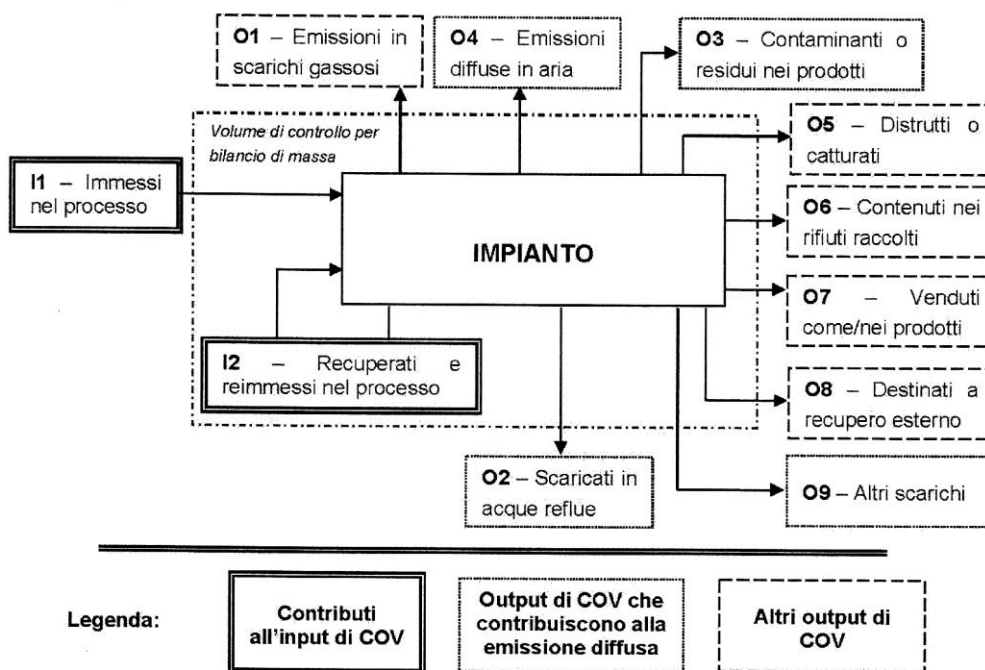 O1 – Emissioni in
scarichi gassosi
O4 – Emissioni
diffuse in aria
O3 – Contaminanti o
residui nei prodotti
Volume di controllo per
bilancio di massa
O5 – Distrutti o
catturati
I1 – Immessi
nel processo
O6 – Contenuti nei
rifiuti raccolti
IMPIANTO
O7 – Venduti
come/nei prodotti
I2 – Recuperati e
reimmessi nel processo
O8 – Destinati a
recupero esterno
O2 – Scaricati in
acque reflue
O9 – Altri scarichi
Legenda:
Contributi
all'input di COV
Output di COV che
contribuiscono alla
emissione diffusa
Altri output di
COV